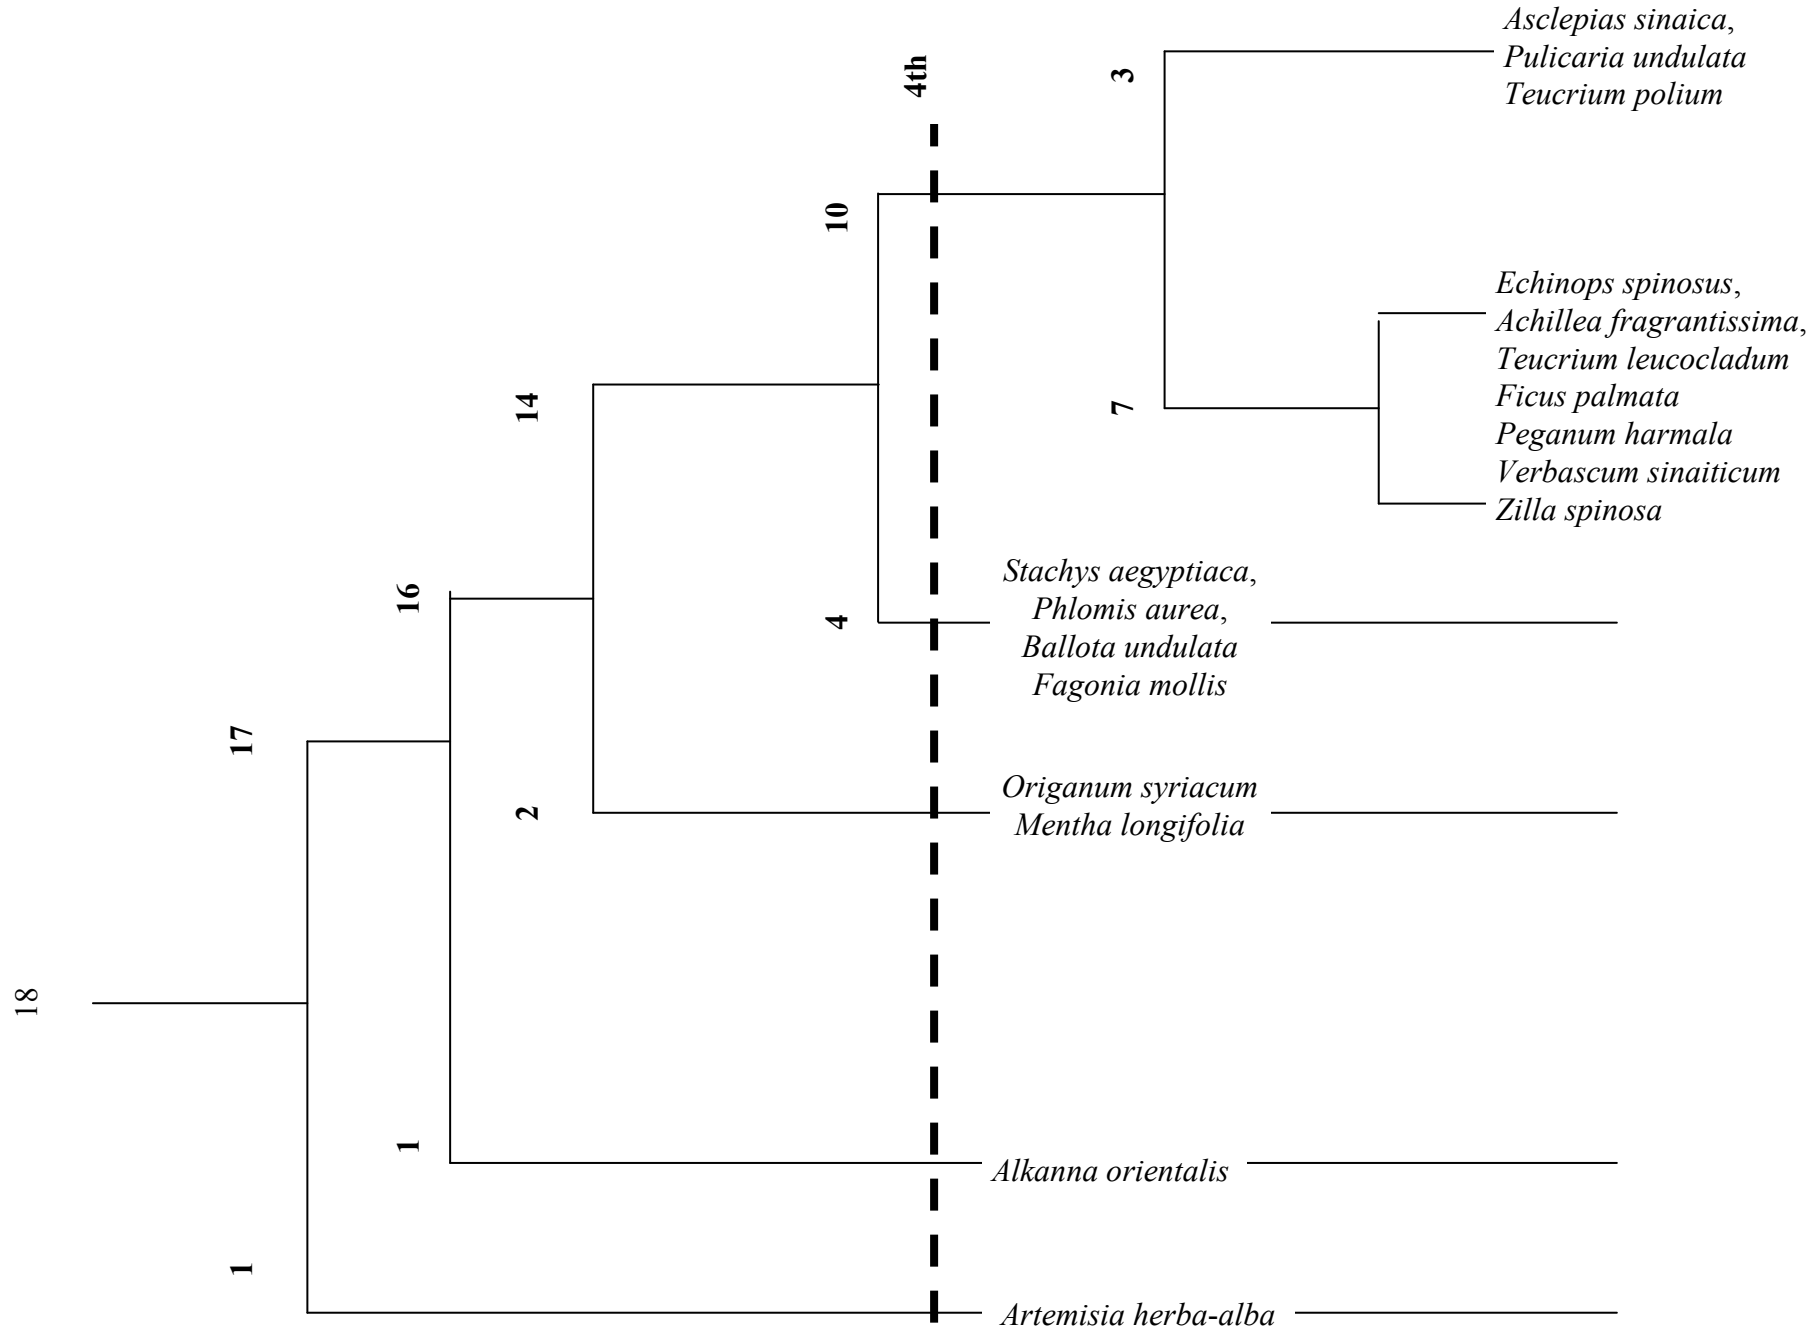 Asclepias sinaica,
Pulicaria undulata
Teucrium polium
4th
3
10
Echinops spinosus,
Achillea fragrantissima,
Teucrium leucocladum
Ficus palmata
Peganum harmala
Verbascum sinaiticum
Zilla spinosa
14
7
16
4
Stachys aegyptiaca,
Phlomis aurea,
Ballota undulata
Fagonia mollis
17
2
Origanum syriacum
Mentha longifolia
18
1
Alkanna orientalis
1
Artemisia herba-alba